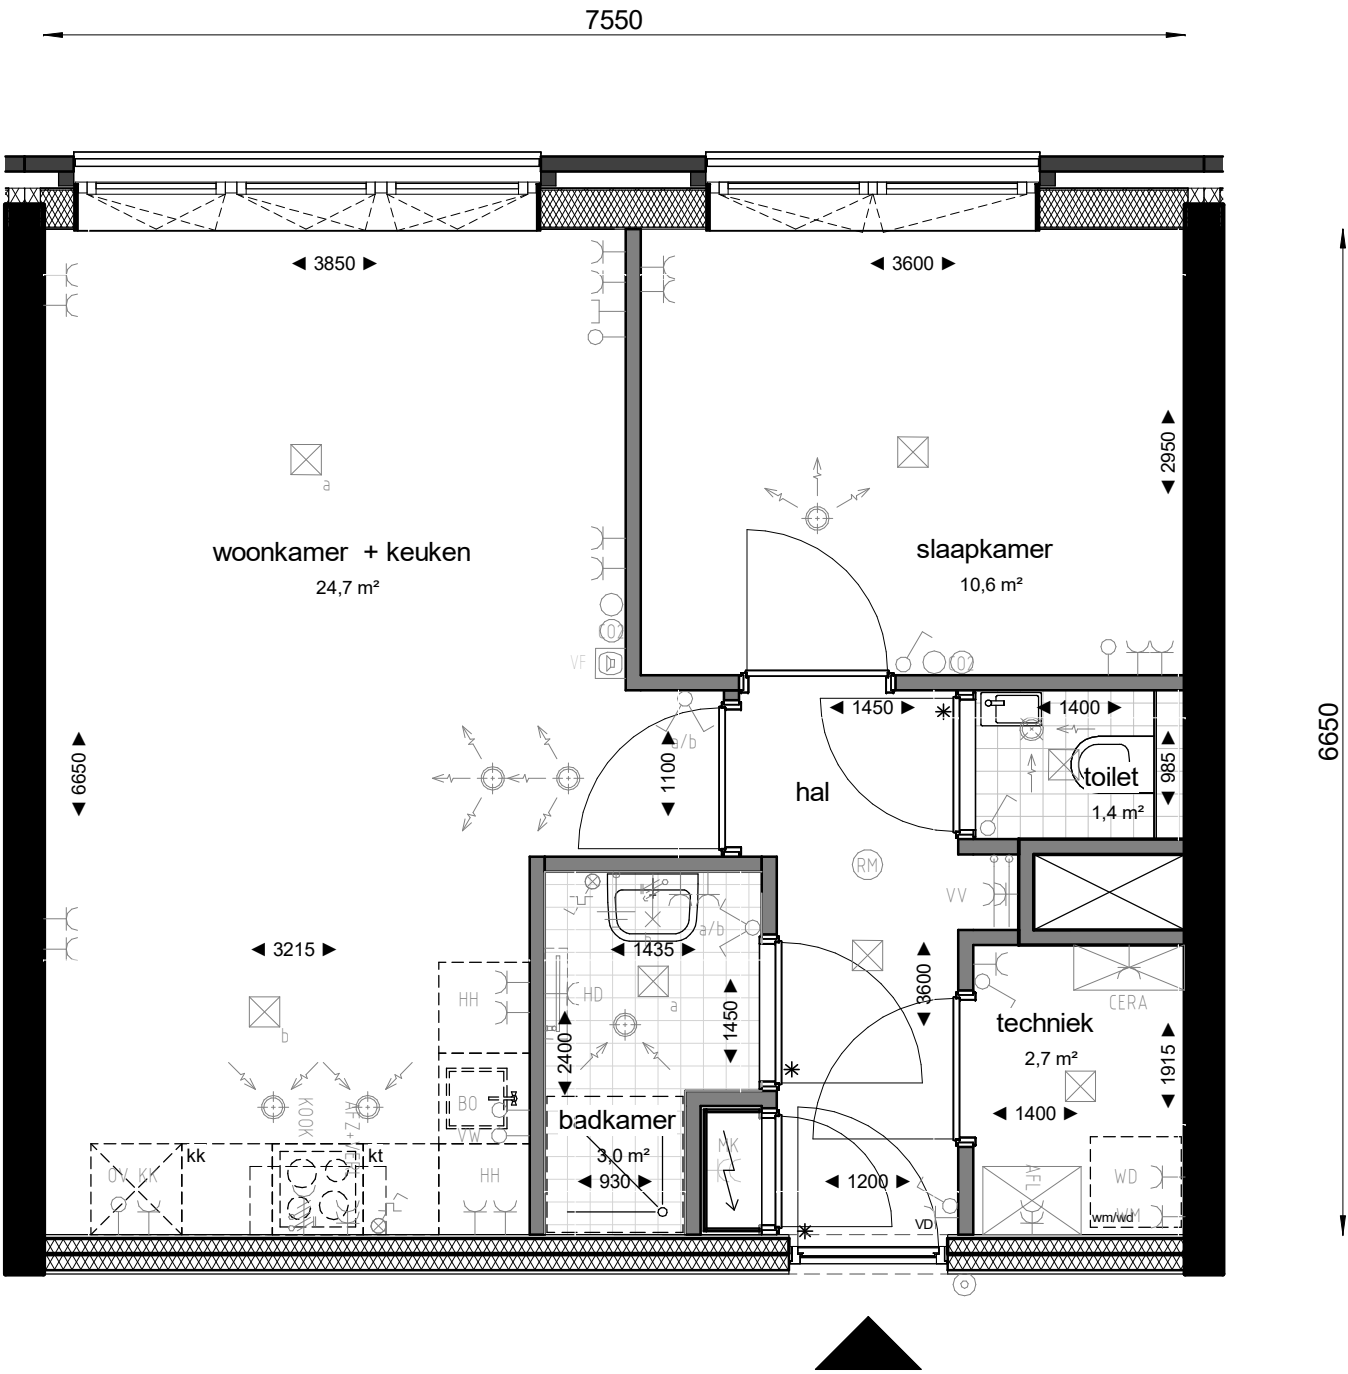 7550
3850
3600
2950
a
woonkamer + keuken
24,7 m²
slaapkamer
10,6 m²
CO2
VF
CO2
6650
6650
1100
a/b
1450
1400
985
hal
toilet
1,4 m²
RM
VV
a/b
3215
1435
HH
HD
a
1450
2400
3600
CERA
techniek
2,7 m²
1915
1400
b
KOOK
BO
VW
badkamer
3,0 m²
930
MK
1200
kk
kt
OV KK
HH
AFL
WD
WM
wm/wd
VD